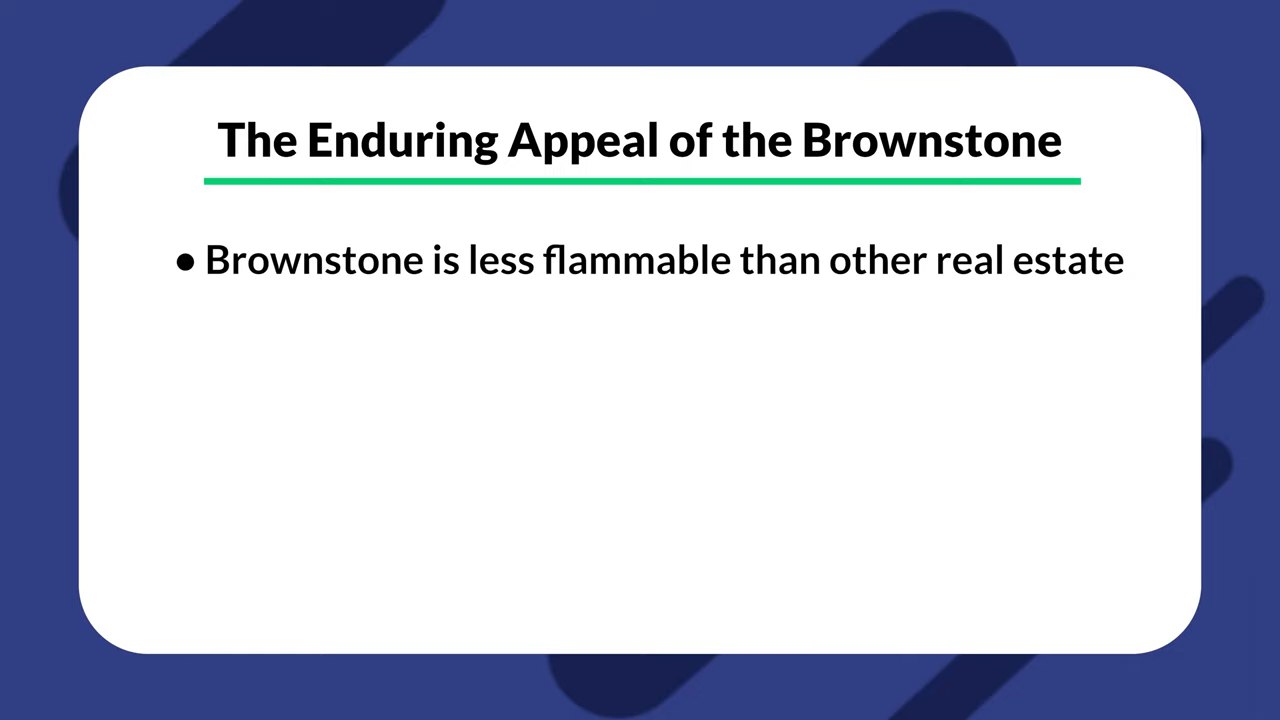 The Enduring Appeal of the Brownstone
• Brownstone is less flammable than other real estate